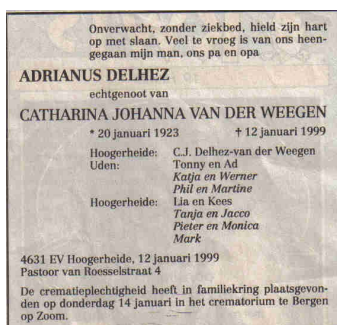 Onverwacht, zonder ziekbed, hield zijn hart
op met slaan. Veel te vroeg is van ons heen-
gegaan mijn man, ons pa en opa
ADRIANUS DELHEZ
echtgenoot van
CATHARINA JOHANNA VAN DER WEEGEN
* 20 januari 1923 † 12 januari 1999
Hoogerheide: C.J. Delhez-van der Weegen
Uden: Tonny en Ad
Katja en Werner
Phil en Martine
Hoogerheide: Lia en Kees
Tanja en Jacco
Pieter en Monica
Mark
4631 EV Hoogerheide, 12 januari 1999
Pastoor van Roesselstraat 4
De crematieplechtigheid heeft in familiekring plaatsgevon-
den op donderdag 14 januari in het crematorium te Bergen
op Zoom.